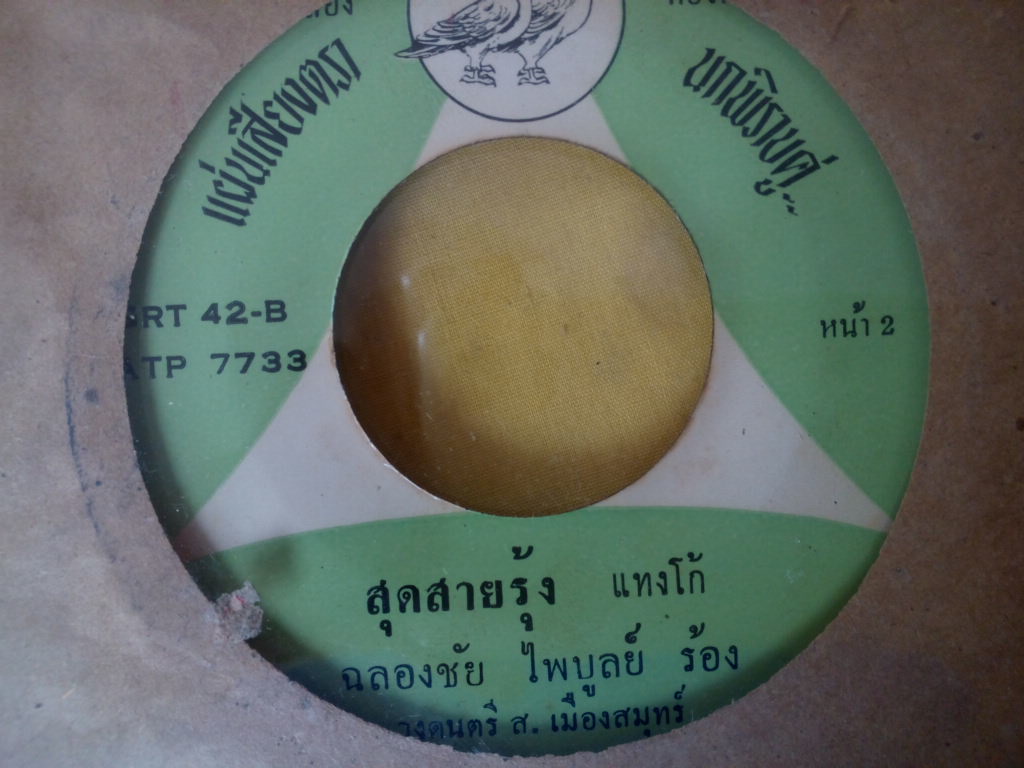 แผ่นเสียงตรา
นกพิราบคู่
RT 42-B
TP 7733
หน้า 2
สุดสายรุ้ง แทงโก้
ฉลองชัย ไพบูลย์ ร้อง
วงดนตรี ส. เมืองสมุทร์